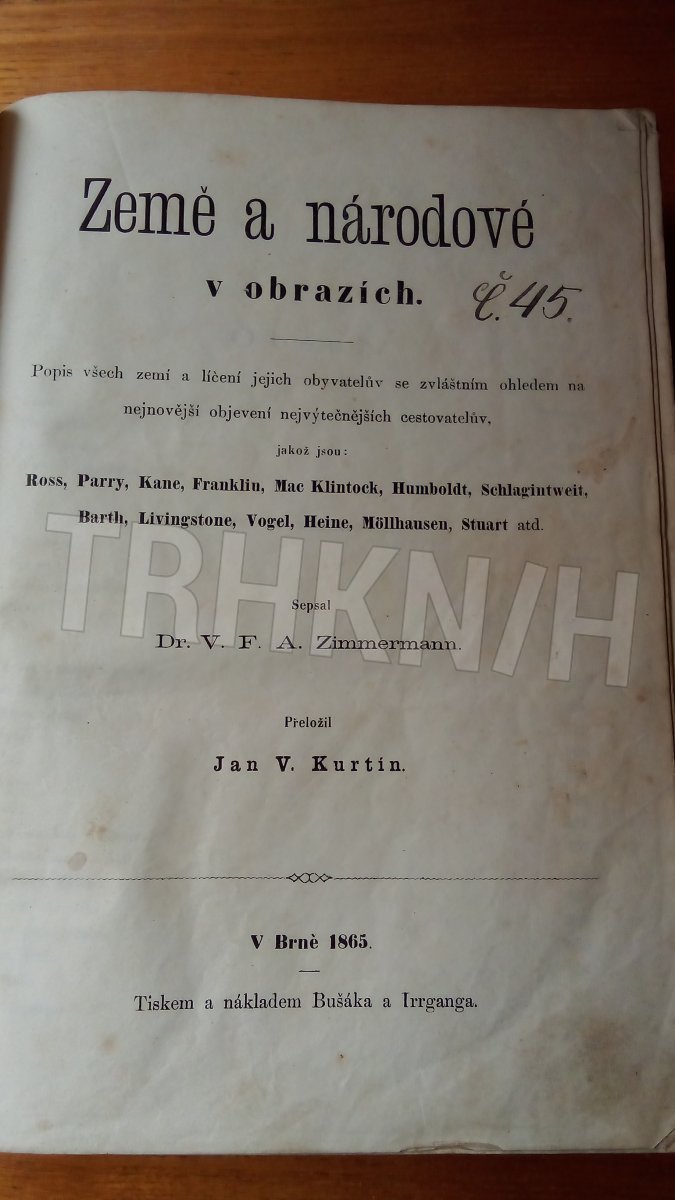 Země a národové
v obrazích.
Č. 45.
Popis všech zemí a líčení jejich obyvatelův se zvláštním ohledem na
nejnovější objevení nejvýtečnějších cestovatelův,
jakož jsou:
Ross, Parry, Kane, Franklin, Mac Klintock, Humboldt, Schlagintweit,
Barth, Livingstone, Vogel, Heine, Möllhausen, Stuart atd.
TRHKN/H
Sepsal
Dr. V. F. A. Zimmermann.
Přeložil
Jan V. Kurtin.
V Brně 1865.
Tiskem a nákladem Bušáka a Irrganga.